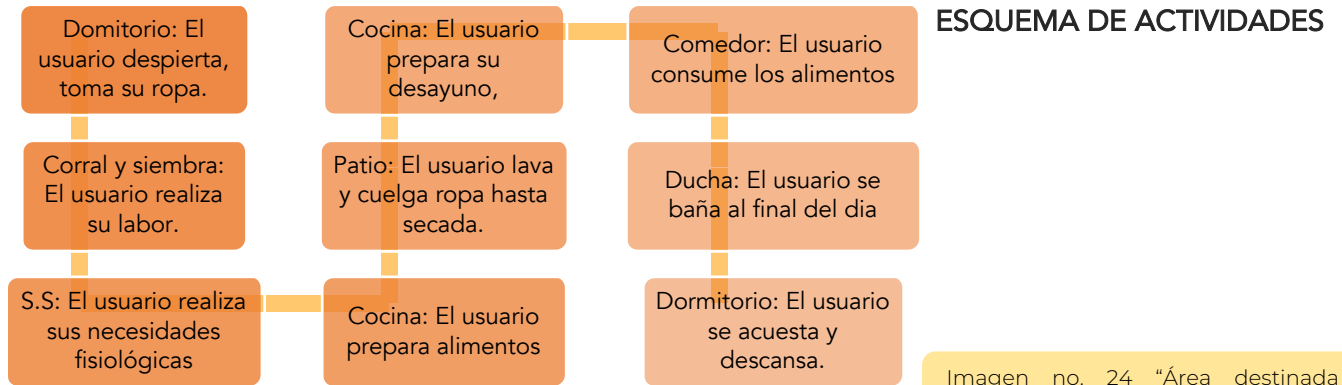 ESQUEMA DE ACTIVIDADES
Domitorio: El
usuario despierta,
toma su ropa.
Corral y siembra:
El usuario realiza
su labor.
S.S: El usuario realiza
sus necesidades
fisiológicas
Cocina: El usuario
prepara alimentos
Patio: El usuario lava
y cuelga ropa hasta
secada.
Cocina: El usuario
prepara su
desayuno,
Comedor: El usuario
consume los alimentos
Ducha: El usuario se
baña al final del dia
Dormitorio: El usuario
se acuesta y
descansa.
Imagen no. 24 “Área destinada